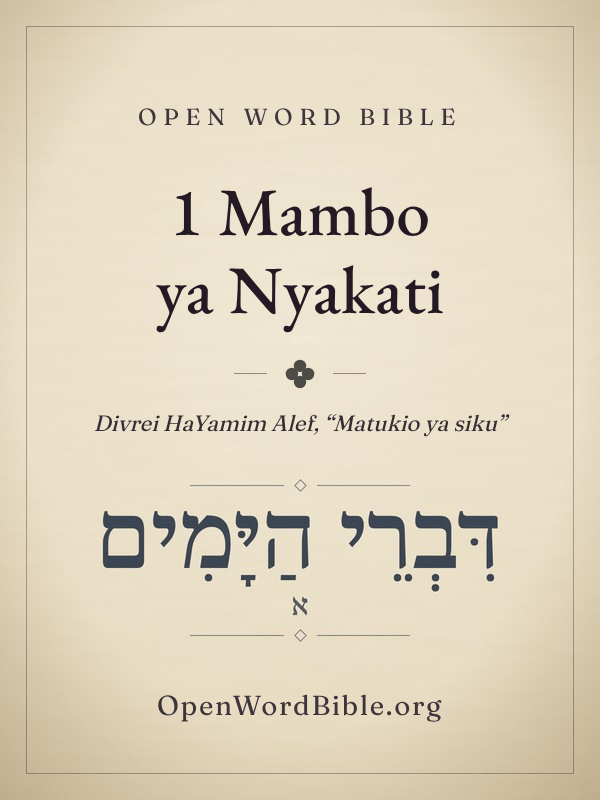 OPEN WORD BIBLE
1 Mambo
ya Nyakati
Divrei HaYamim Alef, “Matukio ya siku”
דִּבְרֵי הַיָּמִים
א
OpenWordBible.org